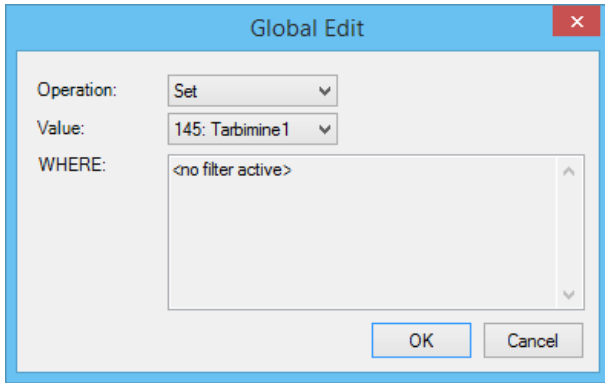 Global Edit
Operation: Set
Value: 145: Tarbimine1
WHERE: <no filter active>
OK Cancel